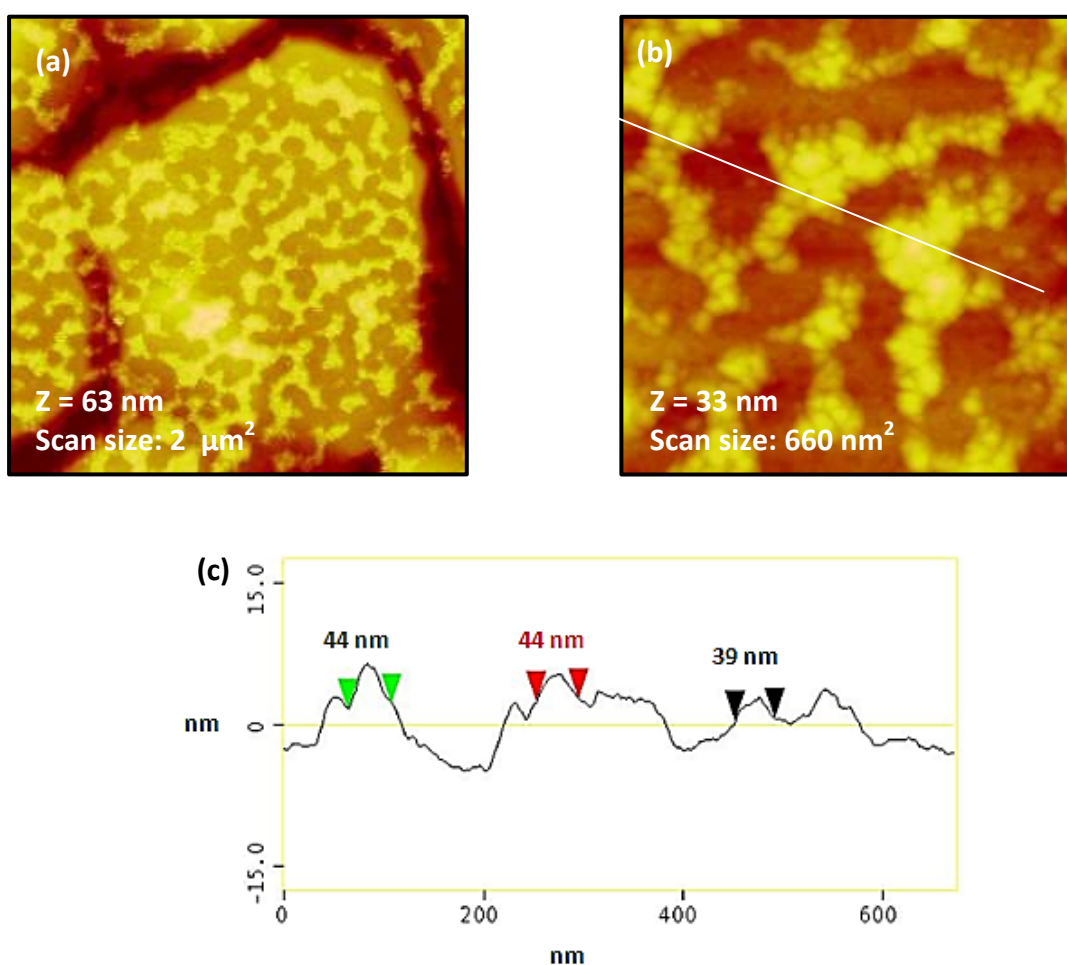 (a)
Z = 63 nm
Scan size: 2 µm²
(b)
Z = 33 nm
Scan size: 660 nm²
(c)
15.0
44 nm
44 nm
39 nm
nm
0
-15.0
0
200
400
600
nm